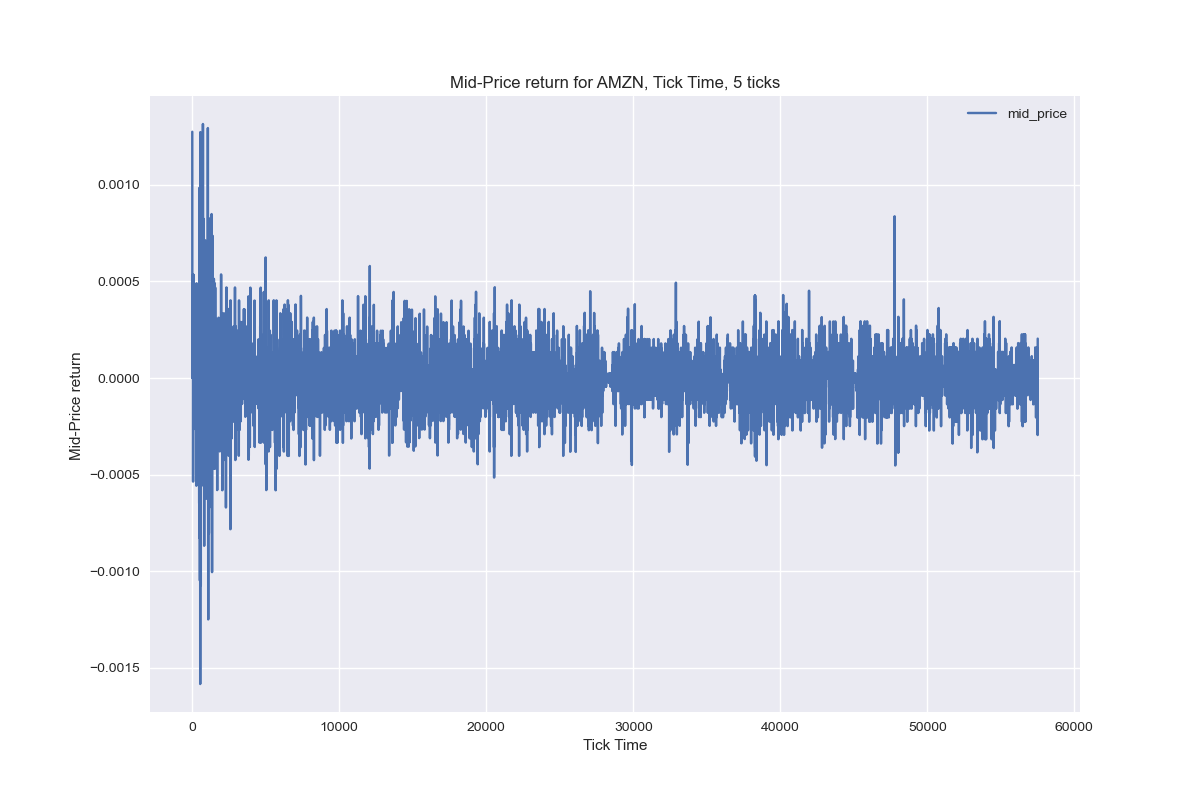 Mid-Price return for AMZN, Tick Time, 5 ticks
mid_price
0.0010
0.0005
0.0000
−0.0005
−0.0010
−0.0015
Mid-Price return
0 10000 20000 30000 40000 50000 60000
Tick Time